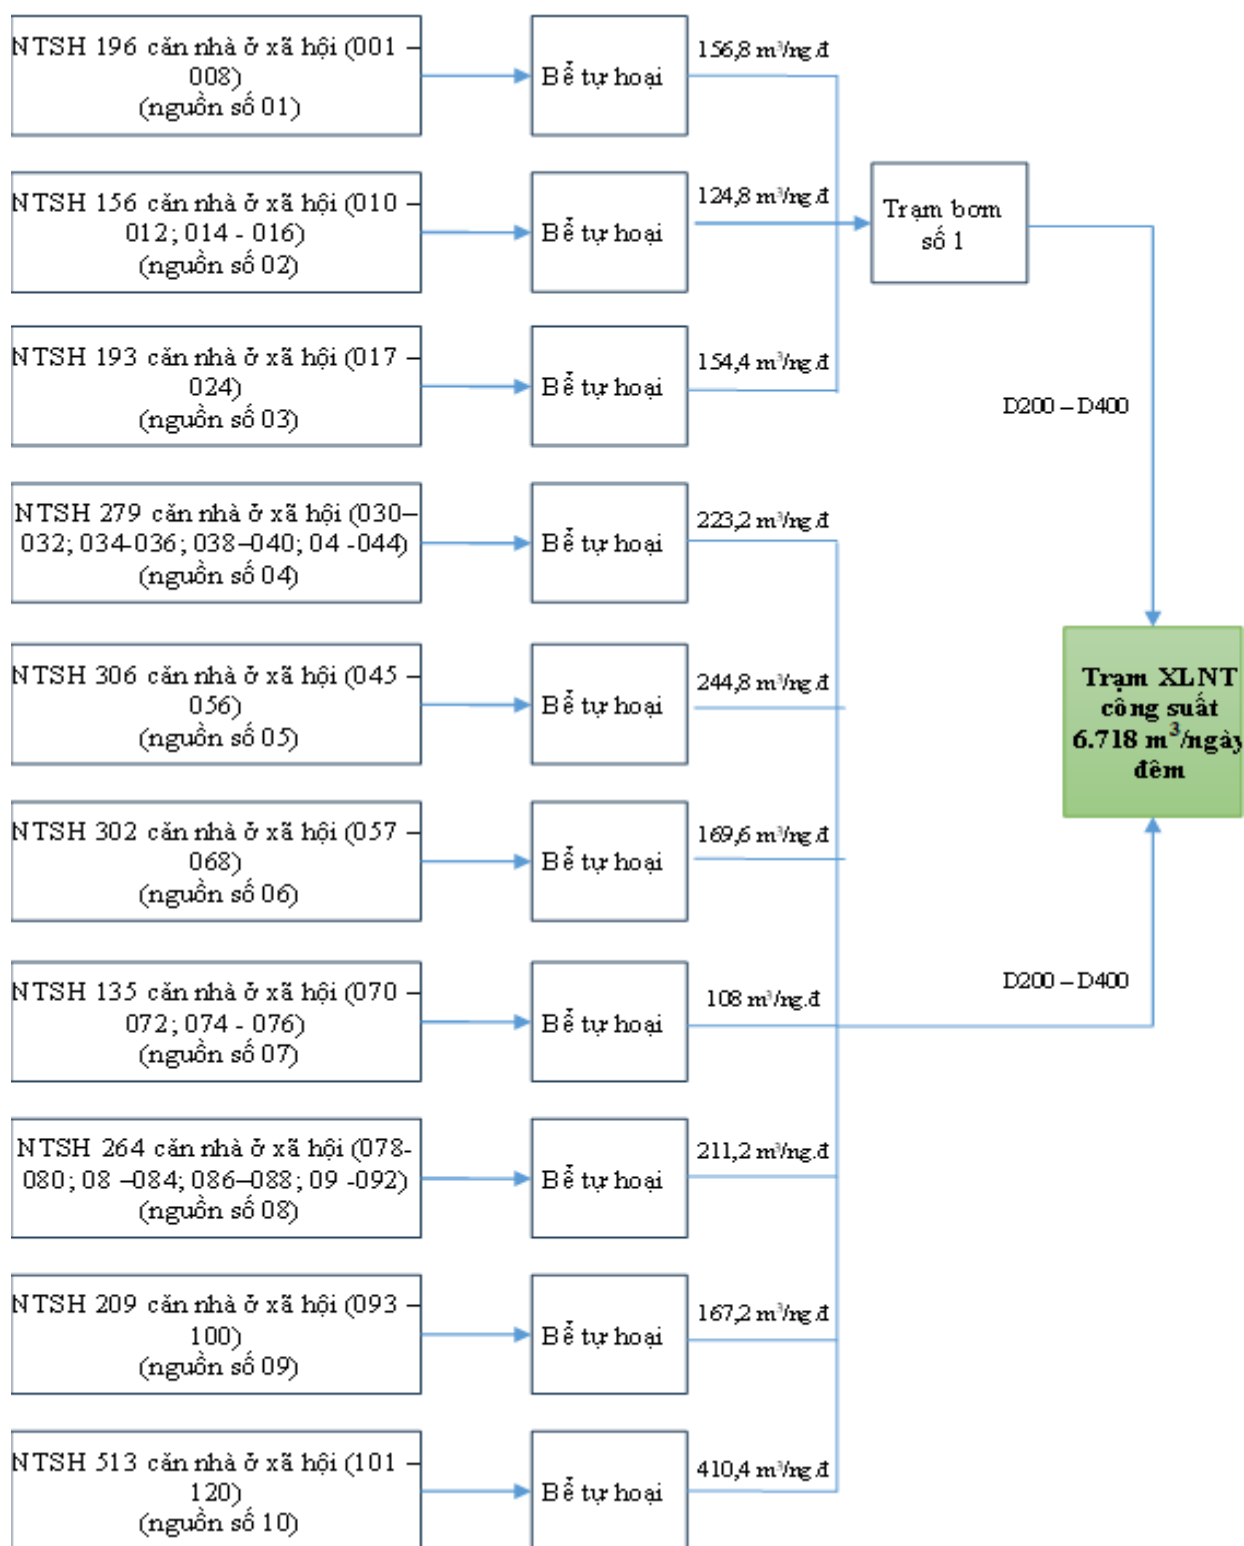 NTSH 196 căn nhà ở xã hội (001 –
008)
(nguồn số 01)
Bể tự hoại
156,8 m³/ng.đ
NTSH 156 căn nhà ở xã hội (010 –
012; 014 - 016)
(nguồn số 02)
Bể tự hoại
124,8 m³/ng.đ
Trạm bơm
số 1
NTSH 193 căn nhà ở xã hội (017 –
024)
(nguồn số 03)
Bể tự hoại
154,4 m³/ng.đ
D200 – D400
NTSH 279 căn nhà ở xã hội (030–
032; 034-036; 038–040; 04 -044)
(nguồn số 04)
Bể tự hoại
223,2 m³/ng.đ
NTSH 306 căn nhà ở xã hội (045 –
056)
(nguồn số 05)
Bể tự hoại
244,8 m³/ng.đ
Trạm XLNT
công suất
6.718 m³/ngày
đêm
NTSH 302 căn nhà ở xã hội (057 –
068)
(nguồn số 06)
Bể tự hoại
169,6 m³/ng.đ
NTSH 135 căn nhà ở xã hội (070 –
072; 074 - 076)
(nguồn số 07)
Bể tự hoại
108 m³/ng.đ
D200 – D400
NTSH 264 căn nhà ở xã hội (078-
080; 08 –084; 086–088; 09 -092)
(nguồn số 08)
Bể tự hoại
211,2 m³/ng.đ
NTSH 209 căn nhà ở xã hội (093 –
100)
(nguồn số 09)
Bể tự hoại
167,2 m³/ng.đ
NTSH 513 căn nhà ở xã hội (101 –
120)
(nguồn số 10)
Bể tự hoại
410,4 m³/ng.đ